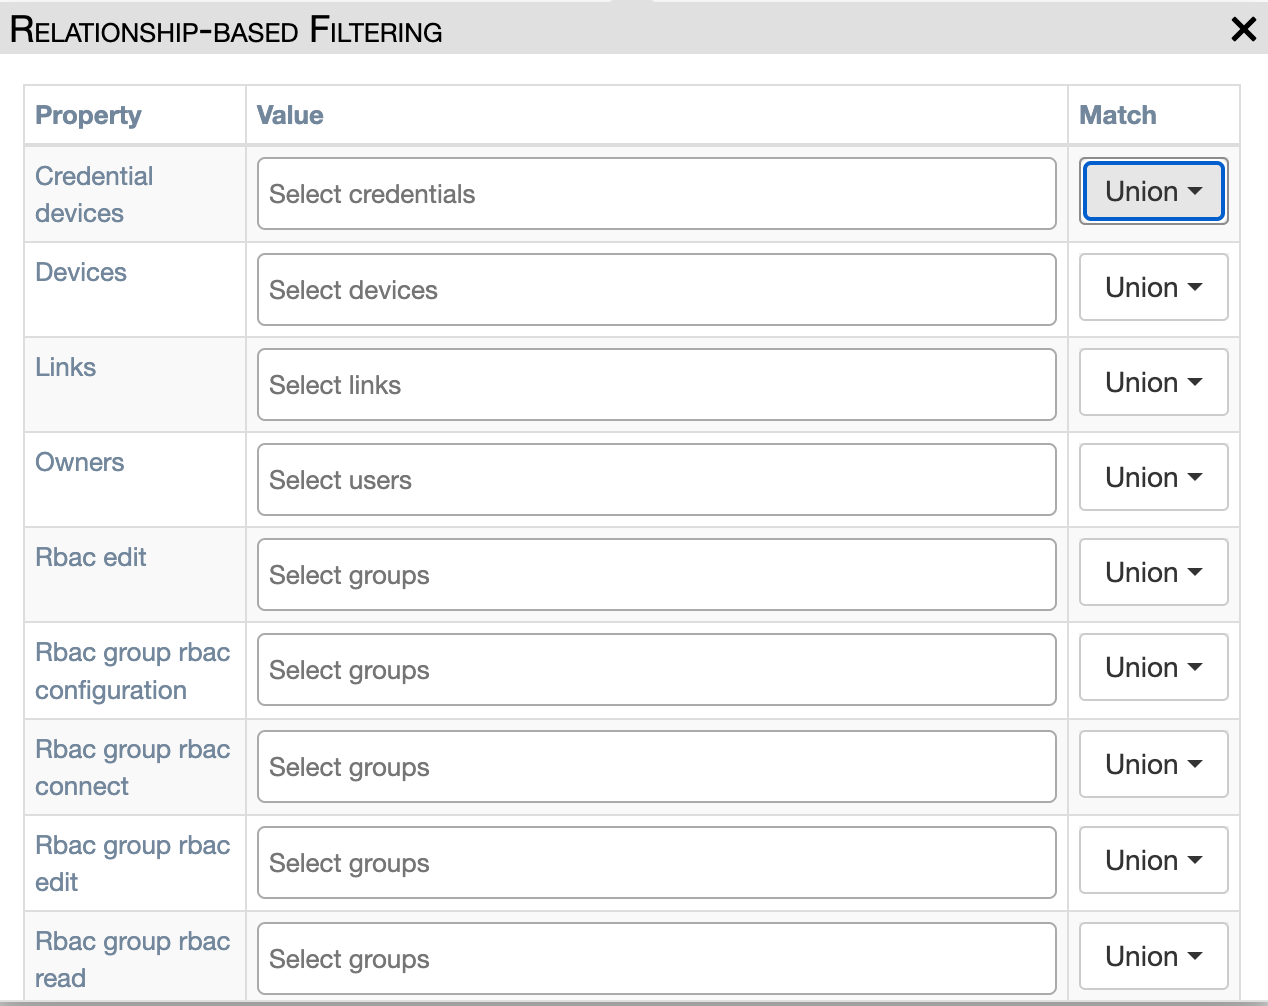 Relationship-based Filtering
Property Value Match
Credential
devices
Select credentials
Union
Devices
Select devices
Union
Links
Select links
Union
Owners
Select users
Union
Rbac edit
Select groups
Union
Rbac group rbac
configuration
Select groups
Union
Rbac group rbac
connect
Select groups
Union
Rbac group rbac
edit
Select groups
Union
Rbac group rbac
read
Select groups
Union